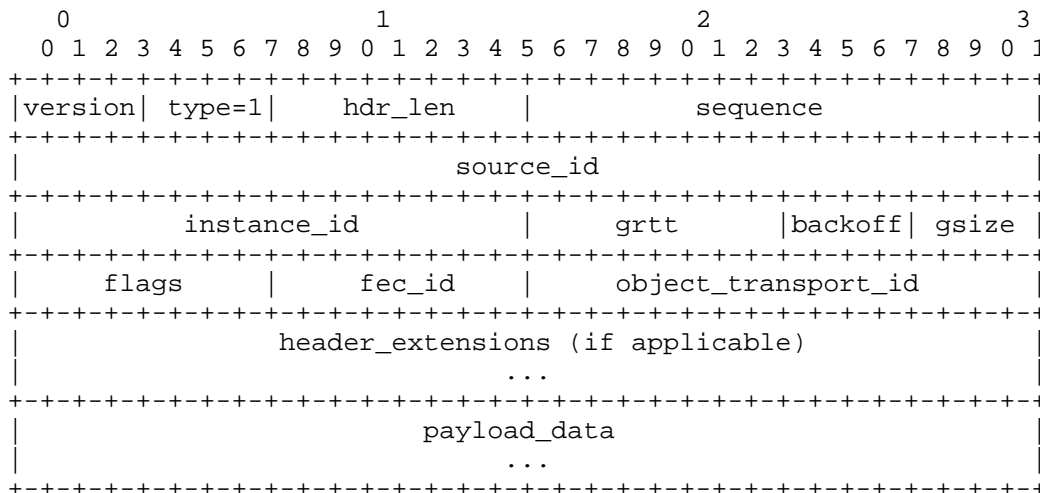 0                   1                   2                   3
0 1 2 3 4 5 6 7 8 9 0 1 2 3 4 5 6 7 8 9 0 1 2 3 4 5 6 7 8 9 0 1
+-+-+-+-+-+-+-+-+-+-+-+-+-+-+-+-+-+-+-+-+-+-+-+-+-+-+-+-+-+-+-+-+
|version| type=1|    hdr_len    |          sequence             |
+-+-+-+-+-+-+-+-+-+-+-+-+-+-+-+-+-+-+-+-+-+-+-+-+-+-+-+-+-+-+-+-+
|                           source_id                           |
+-+-+-+-+-+-+-+-+-+-+-+-+-+-+-+-+-+-+-+-+-+-+-+-+-+-+-+-+-+-+-+-+
|          instance_id          |     grtt      |backoff| gsize |
+-+-+-+-+-+-+-+-+-+-+-+-+-+-+-+-+-+-+-+-+-+-+-+-+-+-+-+-+-+-+-+-+
|     flags     |     fec_id    |     object_transport_id       |
+-+-+-+-+-+-+-+-+-+-+-+-+-+-+-+-+-+-+-+-+-+-+-+-+-+-+-+-+-+-+-+-+
|                header_extensions (if applicable)              |
|                              ...                              |
+-+-+-+-+-+-+-+-+-+-+-+-+-+-+-+-+-+-+-+-+-+-+-+-+-+-+-+-+-+-+-+-+
|                         payload_data                          |
|                              ...                              |
+-+-+-+-+-+-+-+-+-+-+-+-+-+-+-+-+-+-+-+-+-+-+-+-+-+-+-+-+-+-+-+-+